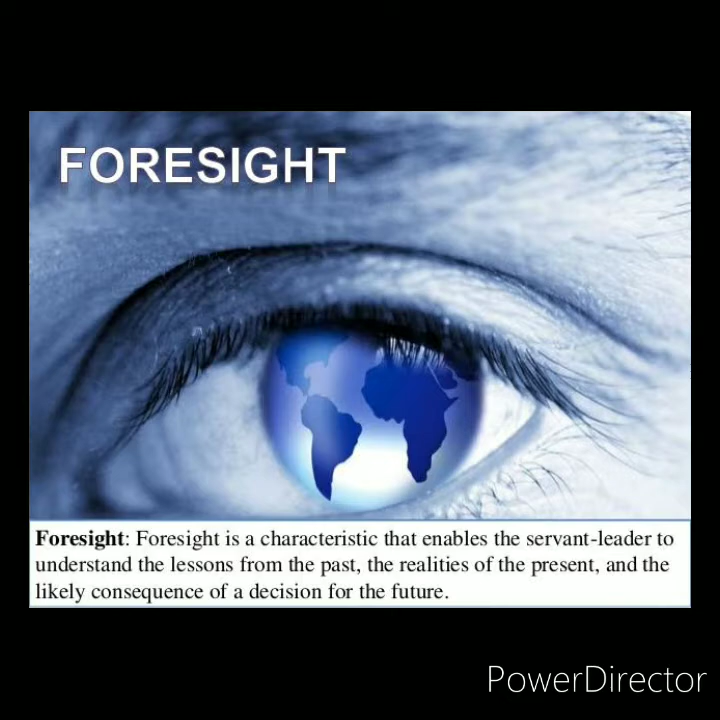 FORESIGHT
Foresight: Foresight is a characteristic that enables the servant-leader to
understand the lessons from the past, the realities of the present, and the
likely consequence of a decision for the future.
PowerDirector